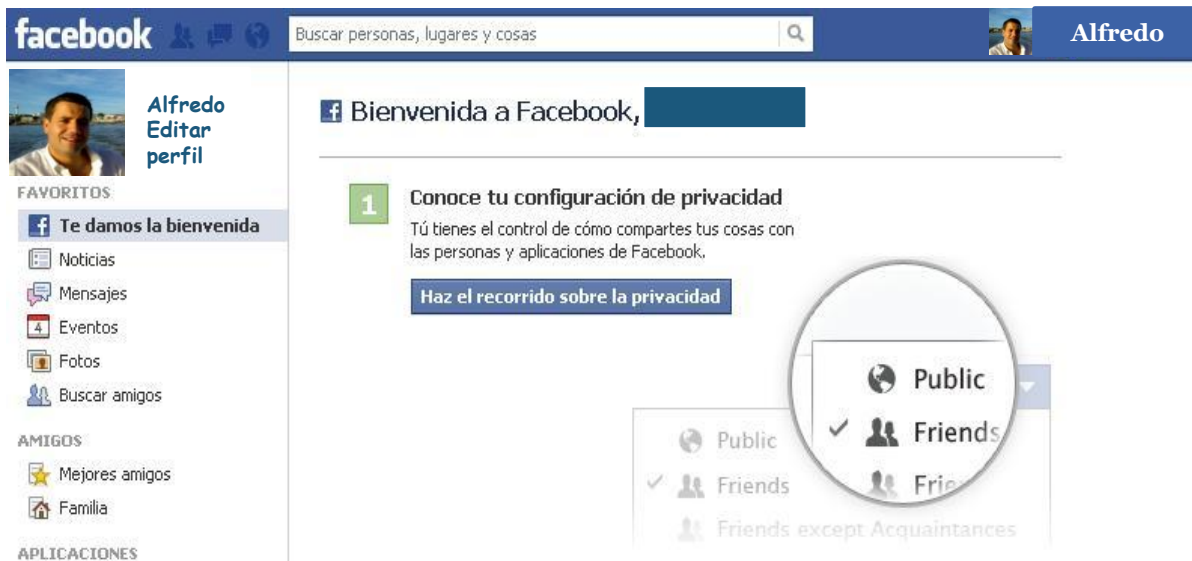 facebook
Buscar personas, lugares y cosas
Alfredo
Alfredo
Editar
perfil
Bienvenida a Facebook,
FAVORITOS
Te damos la bienvenida
Noticias
Mensajes
4 Eventos
Fotos
Buscar amigos
AMIGOS
Mejores amigos
Familia
APLICACIONES
1
Conoce tu configuración de privacidad
Tú tienes el control de cómo compartes tus cosas con
las personas y aplicaciones de Facebook.
Haz el recorrido sobre la privacidad
Public
Friends
Public
Friends
Friends except Acquaintances